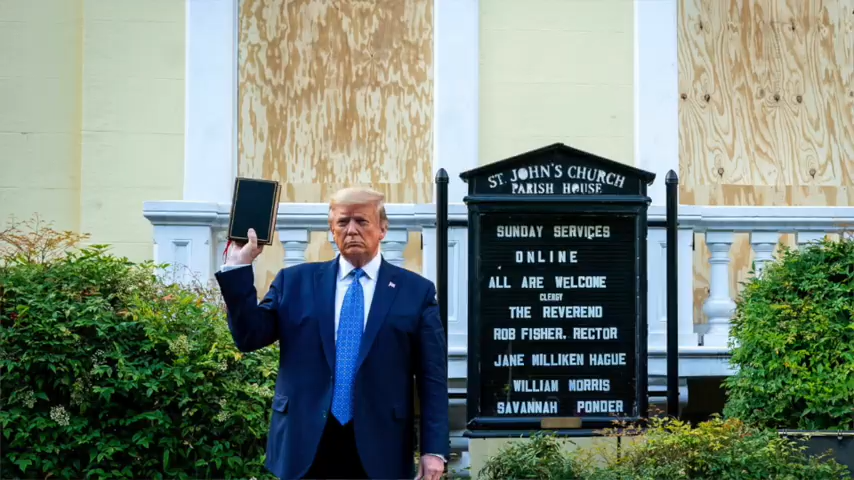 ST. JOHN'S CHURCH
PARISH HOUSE
SUNDAY SERVICES
ONLINE
ALL ARE WELCOME
CLERGY
THE REVEREND
ROB FISHER, RECTOR
JANE MILLIKEN HAGUE
WILLIAM MORRIS
SAVANNAH PONDER